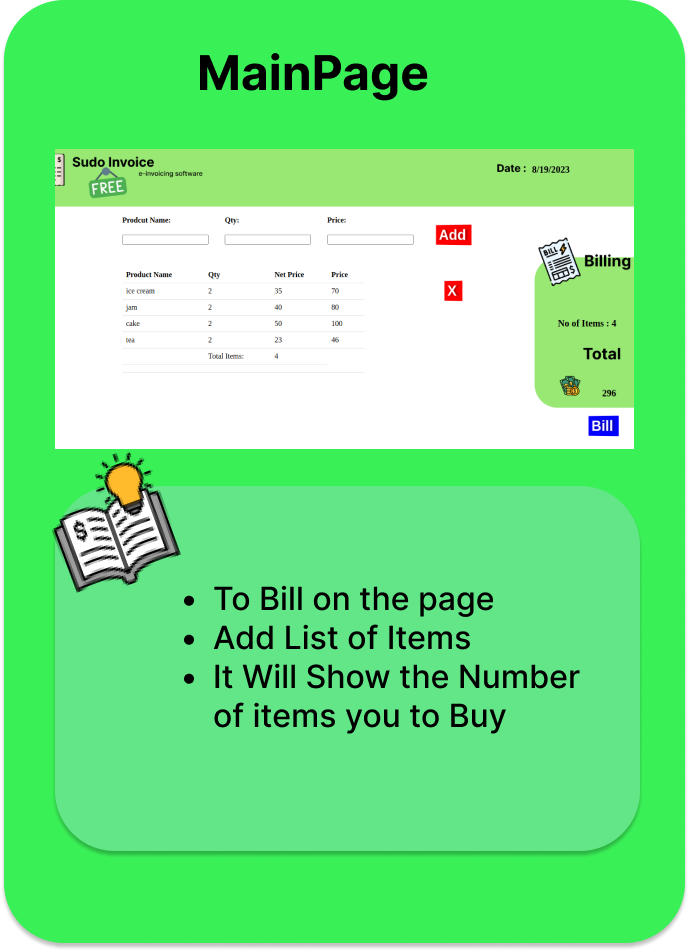 MainPage
Sudo Invoice
e-invoicing software
FREE
Date : 8/19/2023
Prodcut Name: Qty: Price:
Add
Product Name Qty Net Price Price
ice cream 2 35 70
X
jam 2 40 80
cake 2 50 100
tea 2 23 46
Total Items: 4
BILL
Billing
No of Items : 4
Total
296
Bill
• To Bill on the page
• Add List of Items
• It Will Show the Number
of items you to Buy